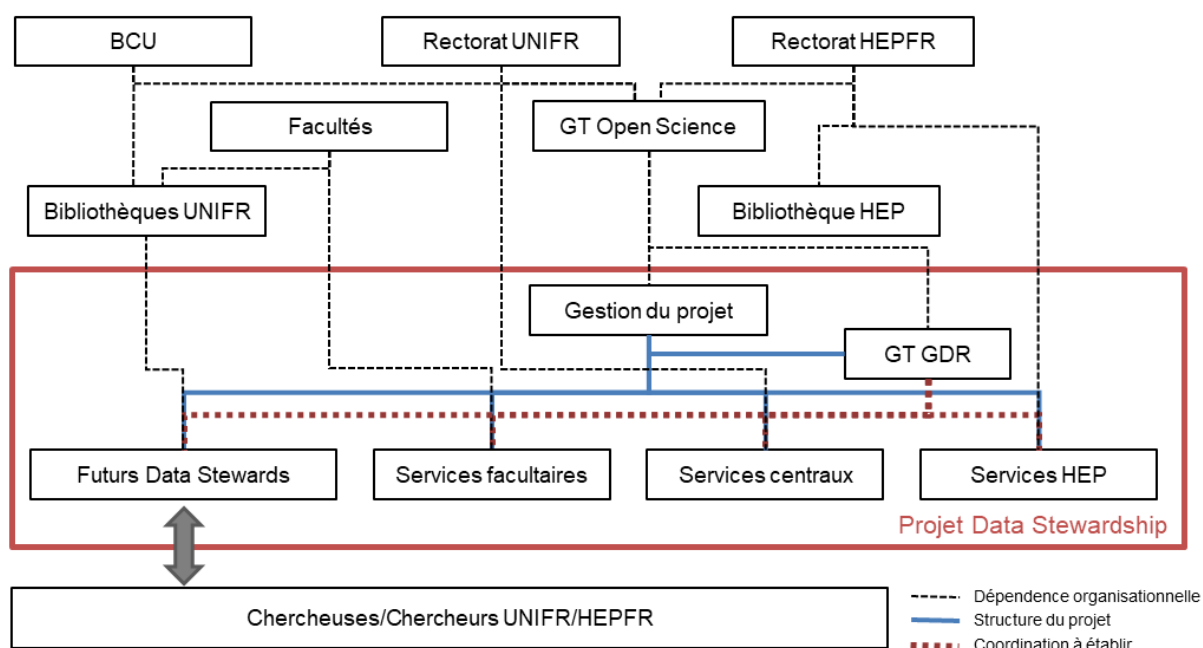 BCU
Rectorat UNIFR
Rectorat HEPFR
Facultés
GT Open Science
Bibliothèques UNIFR
Bibliothèque HEP
Gestion du projet
GT GDR
Futurs Data Stewards
Services facultaires
Services centraux
Services HEP
Projet Data Stewardship
Chercheuses/Chercheurs UNIFR/HEPFR
Dépendence organisationnelle
Structure du projet
Coordination à établir